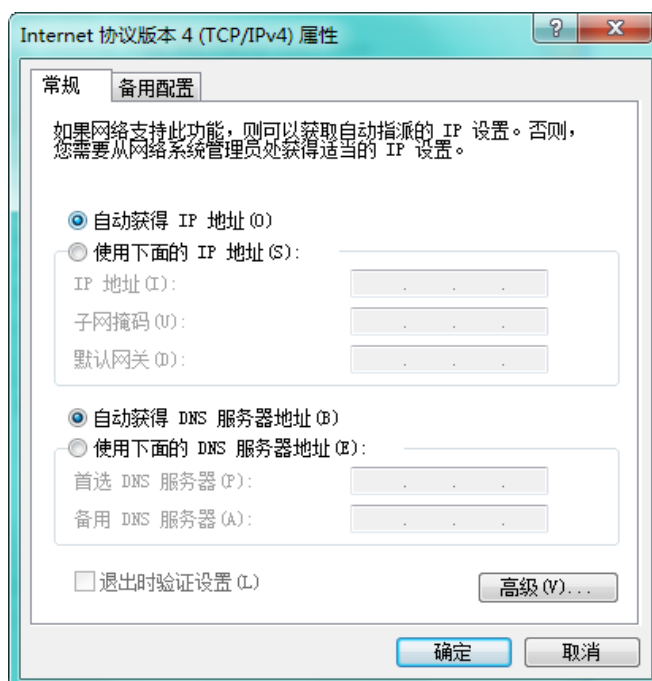 Internet 协议版本 4 (TCP/IPv4) 属性
常规
备用配置
如果网络支持此功能，则可以获取自动指派的 IP 设置。否则，
您需要从网络系统管理员处获得适当的 IP 设置。
自动获得 IP 地址(O)
使用下面的 IP 地址(S):
IP 地址(I):
子网掩码(U):
默认网关(D):
自动获得 DNS 服务器地址(B)
使用下面的 DNS 服务器地址(E):
首选 DNS 服务器(P):
备用 DNS 服务器(A):
退出时验证设置(L)
高级(V)...
确定
取消